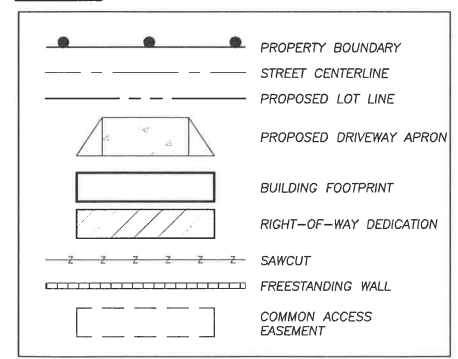 PROPERTY BOUNDARY
STREET CENTERLINE
PROPOSED LOT LINE
PROPOSED DRIVEWAY APRON
BUILDING FOOTPRINT
RIGHT-OF-WAY DEDICATION
Z Z Z Z Z Z SAWCUT
FREESTANDING WALL
COMMON ACCESS
EASEMENT